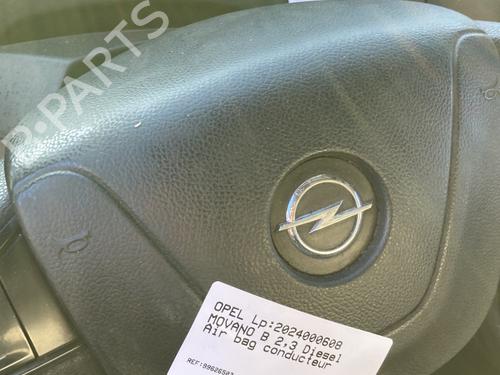 B-PARTS
OPEL Lp:2024000608
MOVANO B 2,3 Diesel
Air bag conducteur